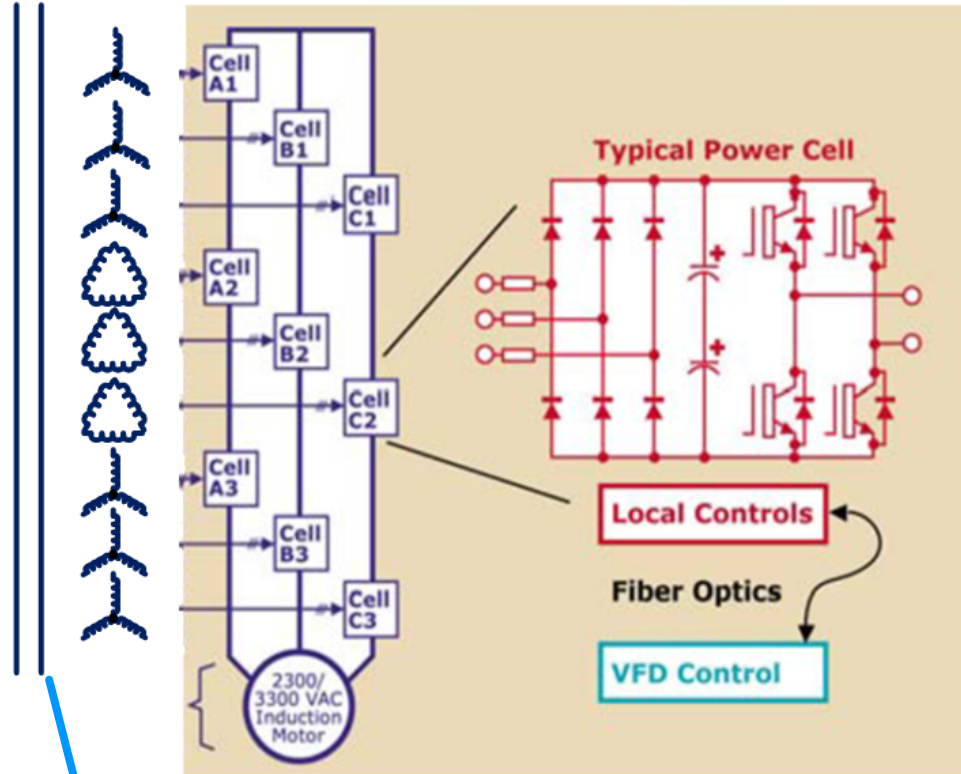 Cell
A1
Cell
B1
Cell
C1
Cell
A2
Cell
B2
Cell
C2
Cell
A3
Cell
B3
Cell
C3
2300/
3300 VAC
Induction
Motor
Typical Power Cell
+
+
Local Controls
Fiber Optics
VFD Control